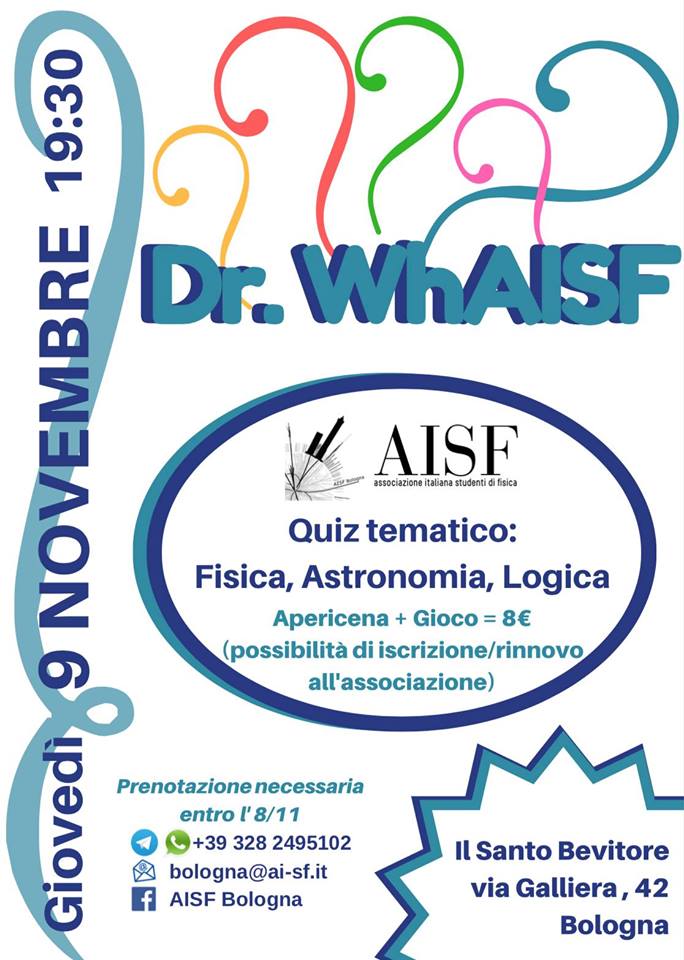 Giovedì 9 NOVEMBRE 19:30
Dr. WhAISF
AISF Bologna
AISF
associazione italiana studenti di fisica
Quiz tematico:
Fisica, Astronomia, Logica
Apericena + Gioco = 8€
(possibilità di iscrizione/rinnovo
all'associazione)
Prenotazione necessaria
entro l' 8/11
+39 328 2495102
bologna@ai-sf.it
AISF Bologna
Il Santo Bevitore
via Galliera , 42
Bologna